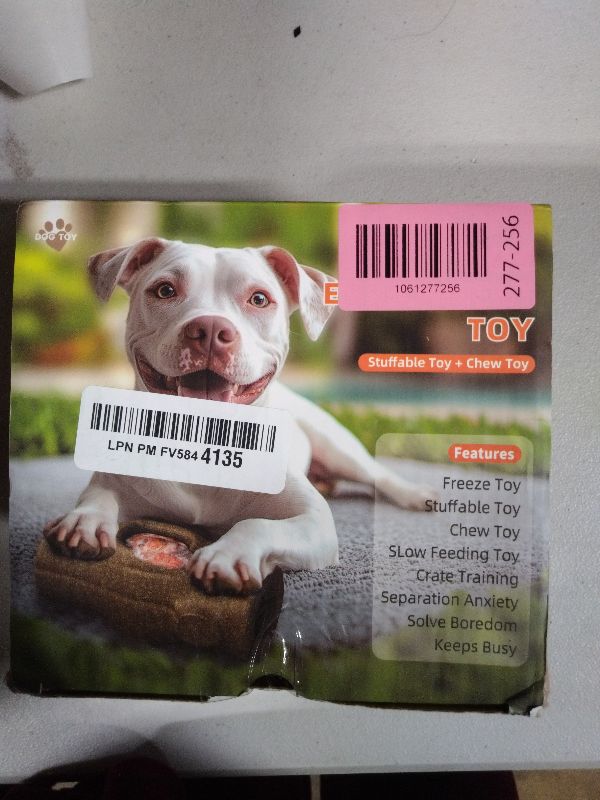 DOG TOY
1061277256
277-256
E
TOY
Stuffable Toy + Chew Toy
LPN PM FV584 4135
Features
Freeze Toy
Stuffable Toy
Chew Toy
SLow Feeding Toy
Crate Training
Separation Anxiety
Solve Boredom
Keeps Busy